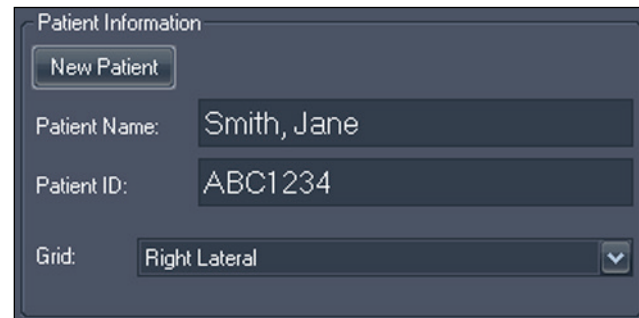 Patient Information
New Patient
Patient Name: Smith, Jane
Patient ID: ABC1234
Grid: Right Lateral